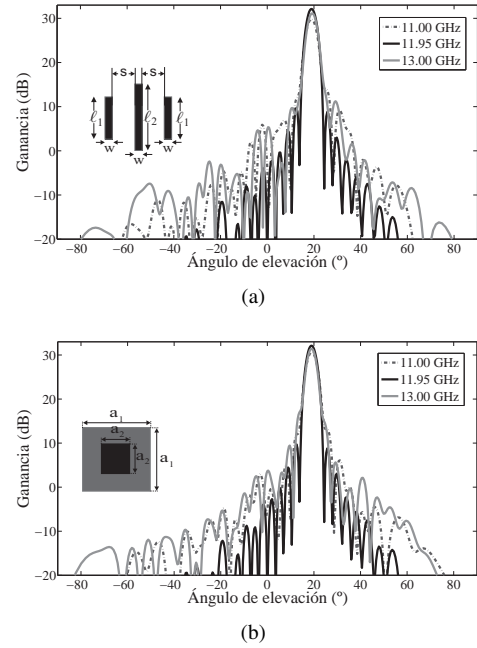 30
20
10
0
−10
−20
Ganancia (dB)
11.00 GHz
11.95 GHz
13.00 GHz
s s
ℓ1 ℓ2 ℓ1
w w
w
−80 −60 −40 −20 0 20 40 60 80
Ángulo de elevación (º)
(a)
30
20
10
0
−10
−20
Ganancia (dB)
11.00 GHz
11.95 GHz
13.00 GHz
a1
a2
a2 a1
−80 −60 −40 −20 0 20 40 60 80
Ángulo de elevación (º)
(b)